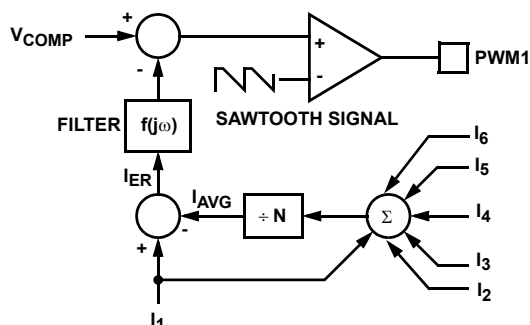 V_COMP
+
-
+
-
PWM1
SAWTOOTH SIGNAL
FILTER
f(jω)
I_ER
I_AVG
÷ N
Σ
I_6
I_5
I_4
I_3
I_2
+
-
I_1